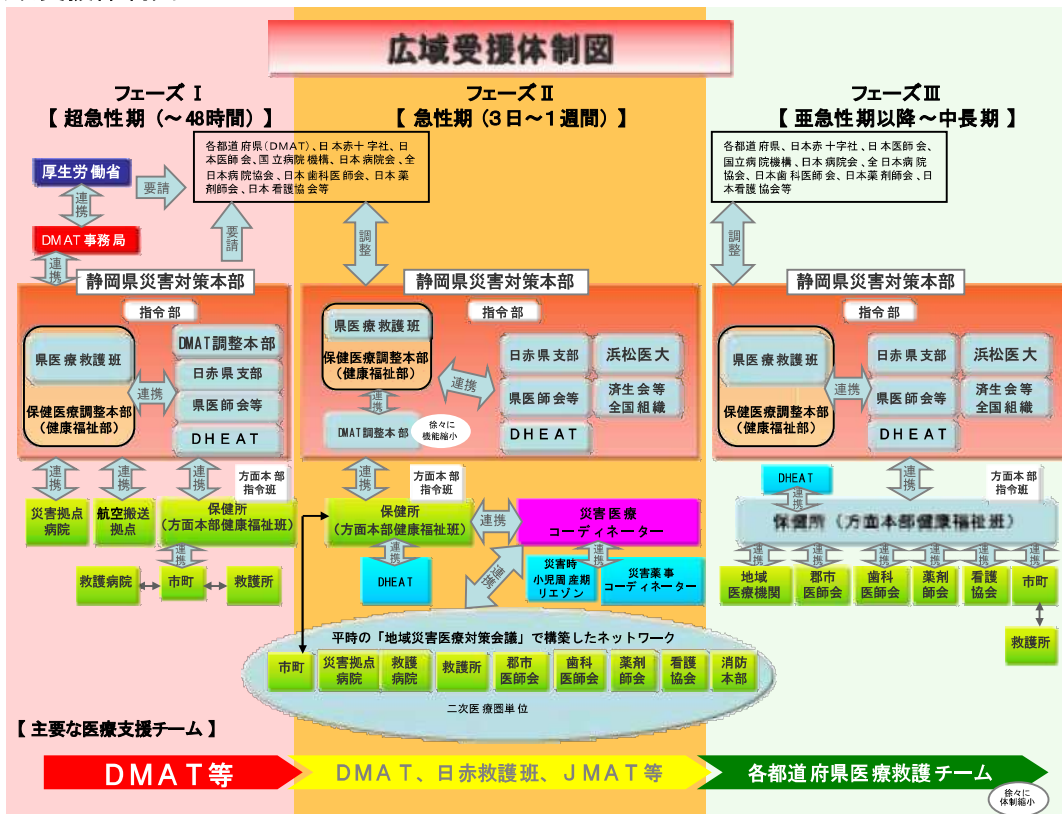 広域受援体制図
フェーズⅠ
【 超急性期（～48時間）】
各都道府県（DMAT）、日本赤十字社、日
本医師会、国立病院機構、日本病院会、全
日本病院協会、日本歯科医師会、日本薬
剤師会、日本看護協会等
厚生労働省
要請
連携
DMAT事務局
要請
連携
静岡県災害対策本部
指令部
県医療救護班
保健医療調整本部
（健康福祉部）
連携
DMAT調整本部
日赤県支部
県医師会等
DHEAT
連携
連携
連携
方面本部
指令班
災害拠点
病院
航空搬送
拠点
保健所
（方面本部健康福祉班）
連携
救護病院
市町
救護所
フェーズⅡ
【 急性期（3日～1週間）】
調整
静岡県災害対策本部
指令部
県医療救護班
保健医療調整本部
（健康福祉部）
連携
連携
DMAT調整本部
徐々に
機能縮小
日赤県支部
浜松医大
県医師会等
済生会等
全国組織
DHEAT
連携
方面本部
指令班
保健所
（方面本部健康福祉班）
連携
災害医療
コーディネーター
連携
DHEAT
連携
連携
災害時
小児周産期
リエゾン
災害薬事
コーディネーター
平時の「地域災害医療対策会議」で構築したネットワーク
市町
災害拠点
病院
救護
病院
救護所
郡市
医師会
歯科
医師会
薬剤
師会
看護
協会
消防
本部
二次医療圏単位
フェーズⅢ
【 亜急性期以降～中長期 】
各都道府県、日本赤十字社、日本医師会、
国立病院機構、日本病院会、全日本病院
協会、日本歯科医師会、日本薬剤師会、日
本看護協会等
調整
静岡県災害対策本部
指令部
県医療救護班
保健医療調整本部
（健康福祉部）
連携
日赤県支部
浜松医大
県医師会等
済生会等
全国組織
DHEAT
連携
方面本部
指令班
DHEAT
連携
保健所（方面本部健康福祉班）
連携
連携
連携
連携
連携
連携
地域
医療機関
郡市
医師会
歯科
医師会
薬剤
師会
看護
協会
市町
救護所
【 主要な医療支援チーム 】
DMAT等
DMAT、日赤救護班、JMAT等
各都道府県医療救護チーム
徐々に
体制縮小